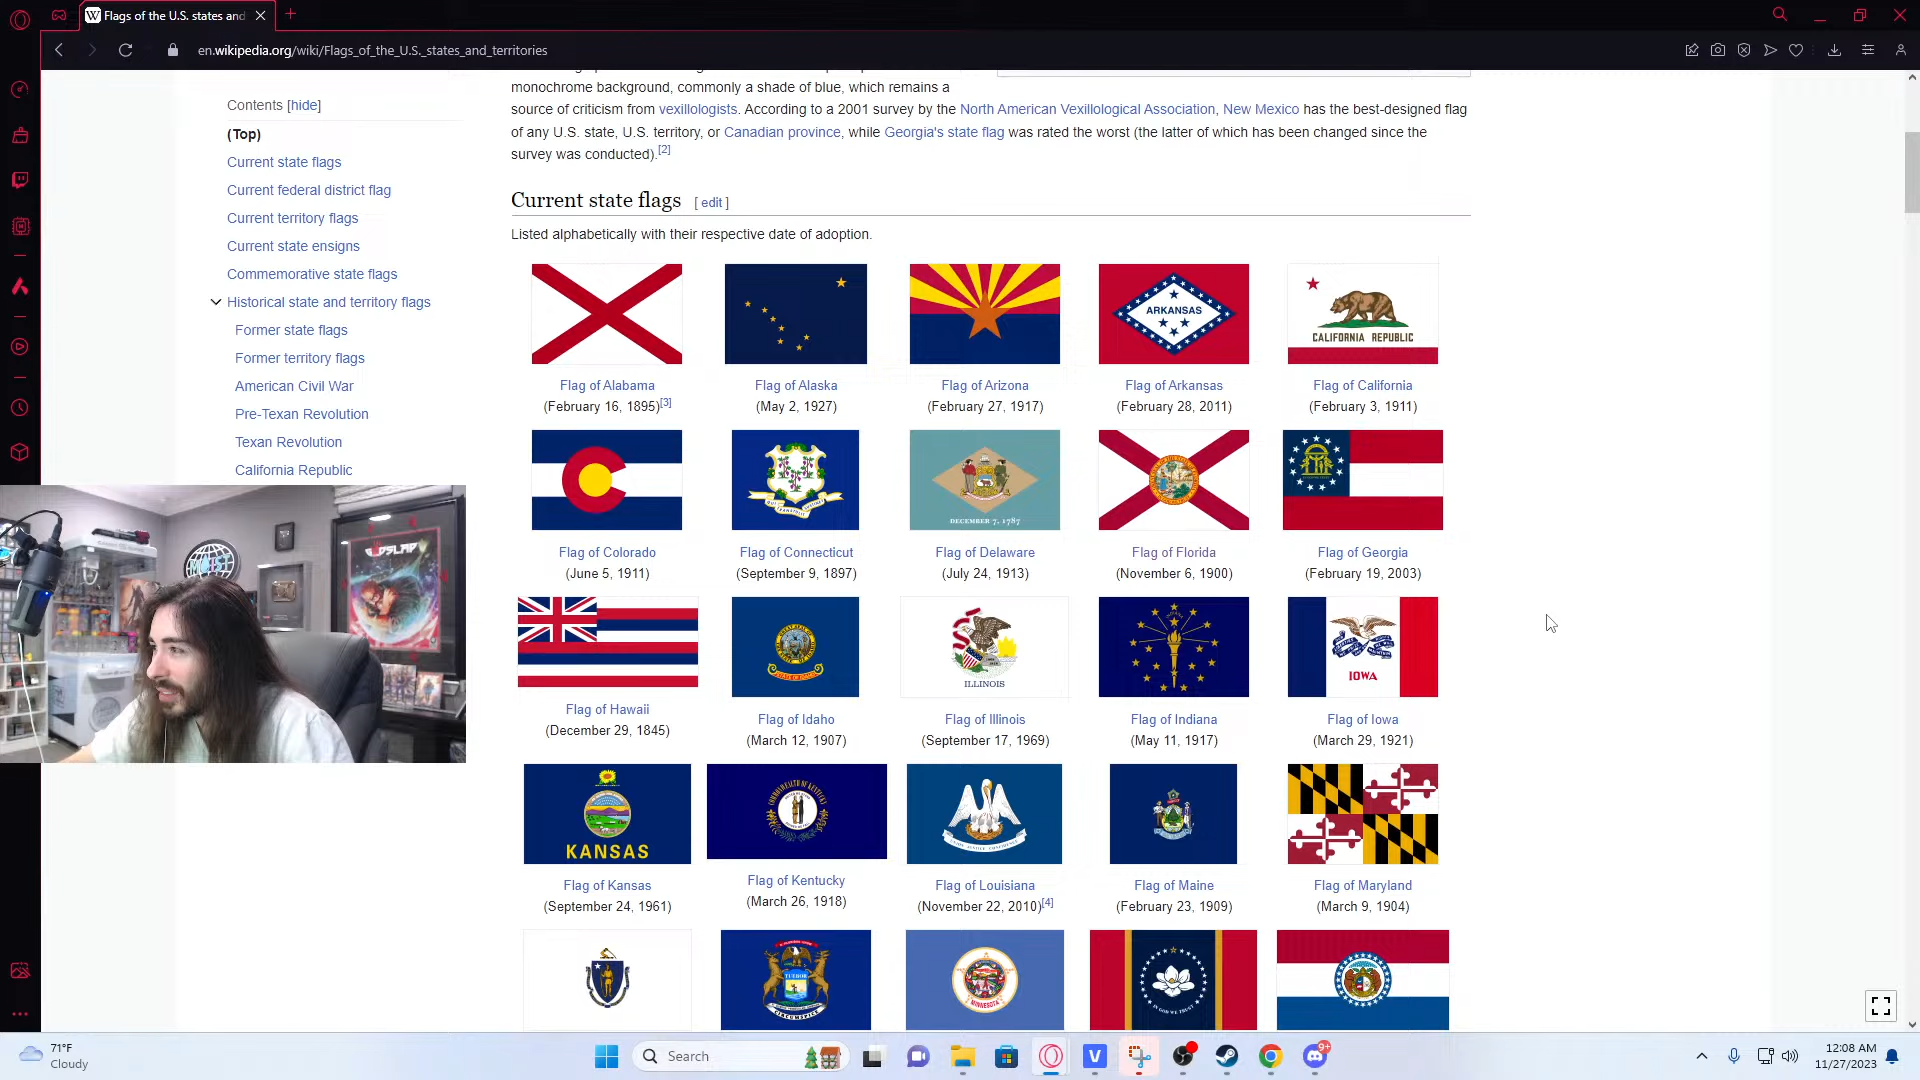 Flags of the U.S. states and
en.wikipedia.org/wiki/Flags_of_the_U.S._states_and_territories
monochrome background, commonly a shade of blue, which remains a
source of criticism from vexillologists. According to a 2001 survey by the North American Vexillological Association, New Mexico has the best-designed flag
of any U.S. state, U.S. territory, or Canadian province, while Georgia's state flag was rated the worst (the latter of which has been changed since the
survey was conducted).[2]
Contents [hide]
(Top)
Current state flags
Current federal district flag
Current territory flags
Current state ensigns
Commemorative state flags
Historical state and territory flags
Former state flags
Former territory flags
American Civil War
Pre-Texan Revolution
Texan Revolution
California Republic
Current state flags [ edit ]
Listed alphabetically with their respective date of adoption.
ARKANSAS
CALIFORNIA REPUBLIC
Flag of Alabama
(February 16, 1895)[3]
Flag of Alaska
(May 2, 1927)
Flag of Arizona
(February 27, 1917)
Flag of Arkansas
(February 28, 2011)
Flag of California
(February 3, 1911)
DECEMBER 7, 1787
Flag of Colorado
(June 5, 1911)
Flag of Connecticut
(September 9, 1897)
Flag of Delaware
(July 24, 1913)
Flag of Florida
(November 6, 1900)
Flag of Georgia
(February 19, 2003)
ILLINOIS
IOWA
Flag of Hawaii
(December 29, 1845)
Flag of Idaho
(March 12, 1907)
Flag of Illinois
(September 17, 1969)
Flag of Indiana
(May 11, 1917)
Flag of Iowa
(March 29, 1921)
KANSAS
COMMONWEALTH OF KENTUCKY
Flag of Kansas
(September 24, 1961)
Flag of Kentucky
(March 26, 1918)
Flag of Louisiana
(November 22, 2010)[4]
Flag of Maine
(February 23, 1909)
Flag of Maryland
(March 9, 1904)
TUEBOR
CIRCUMSPICE
MINNESOTA
IN GOD WE TRUST
MOIST
71°F
Cloudy
Search
9+
12:08 AM
11/27/2023